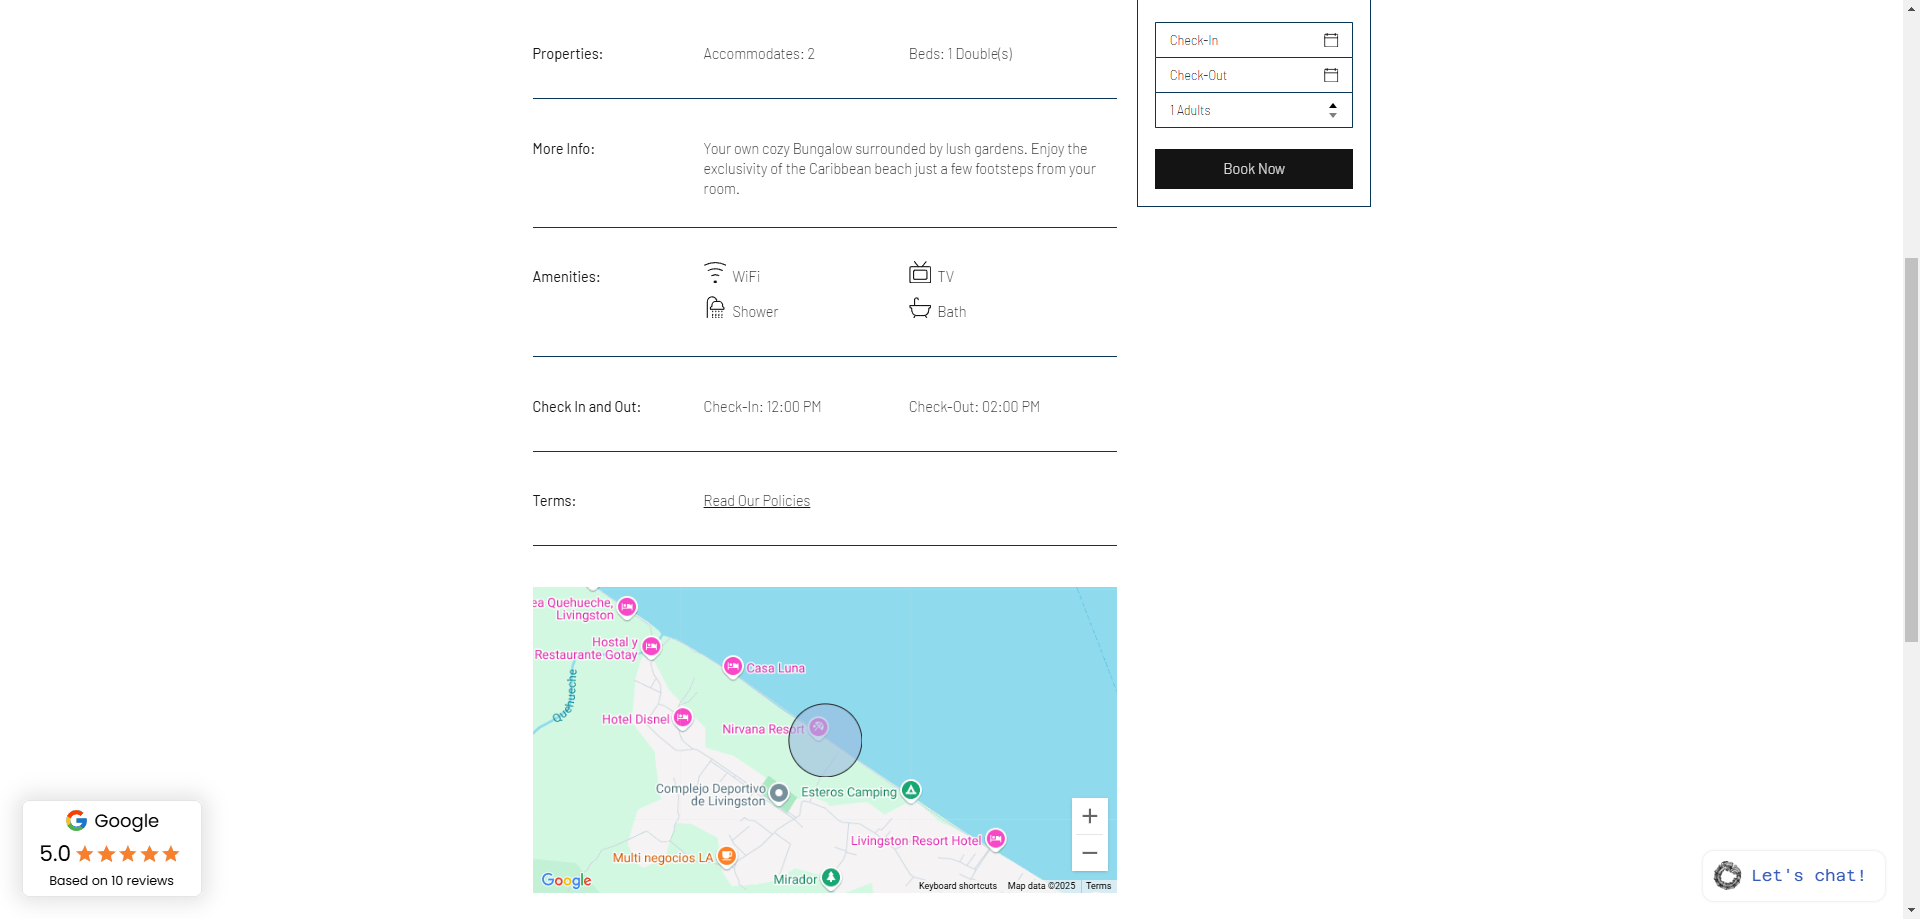 Properties:
Accommodates: 2
Beds: 1 Double(s)
More Info:
Your own cozy Bungalow surrounded by lush gardens. Enjoy the
exclusivity of the Caribbean beach just a few footsteps from your
room.
Amenities:
WiFi
TV
Shower
Bath
Check In and Out:
Check-In: 12:00 PM
Check-Out: 02:00 PM
Terms:
Read Our Policies
Check-In
Check-Out
1 Adults
Book Now
ea Quehueche,
Livingston
Hostal y
Restaurante Gotay
Casa Luna
Quehueche
Hotel Disnel
Nirvana Resort
Complejo Deportivo
de Livingston
Esteros Camping
Livingston Resort Hotel
Multi negocios LA
Mirador
Google
Keyboard shortcuts
Map data ©2025
Terms
Google
5.0
Based on 10 reviews
Let's chat!